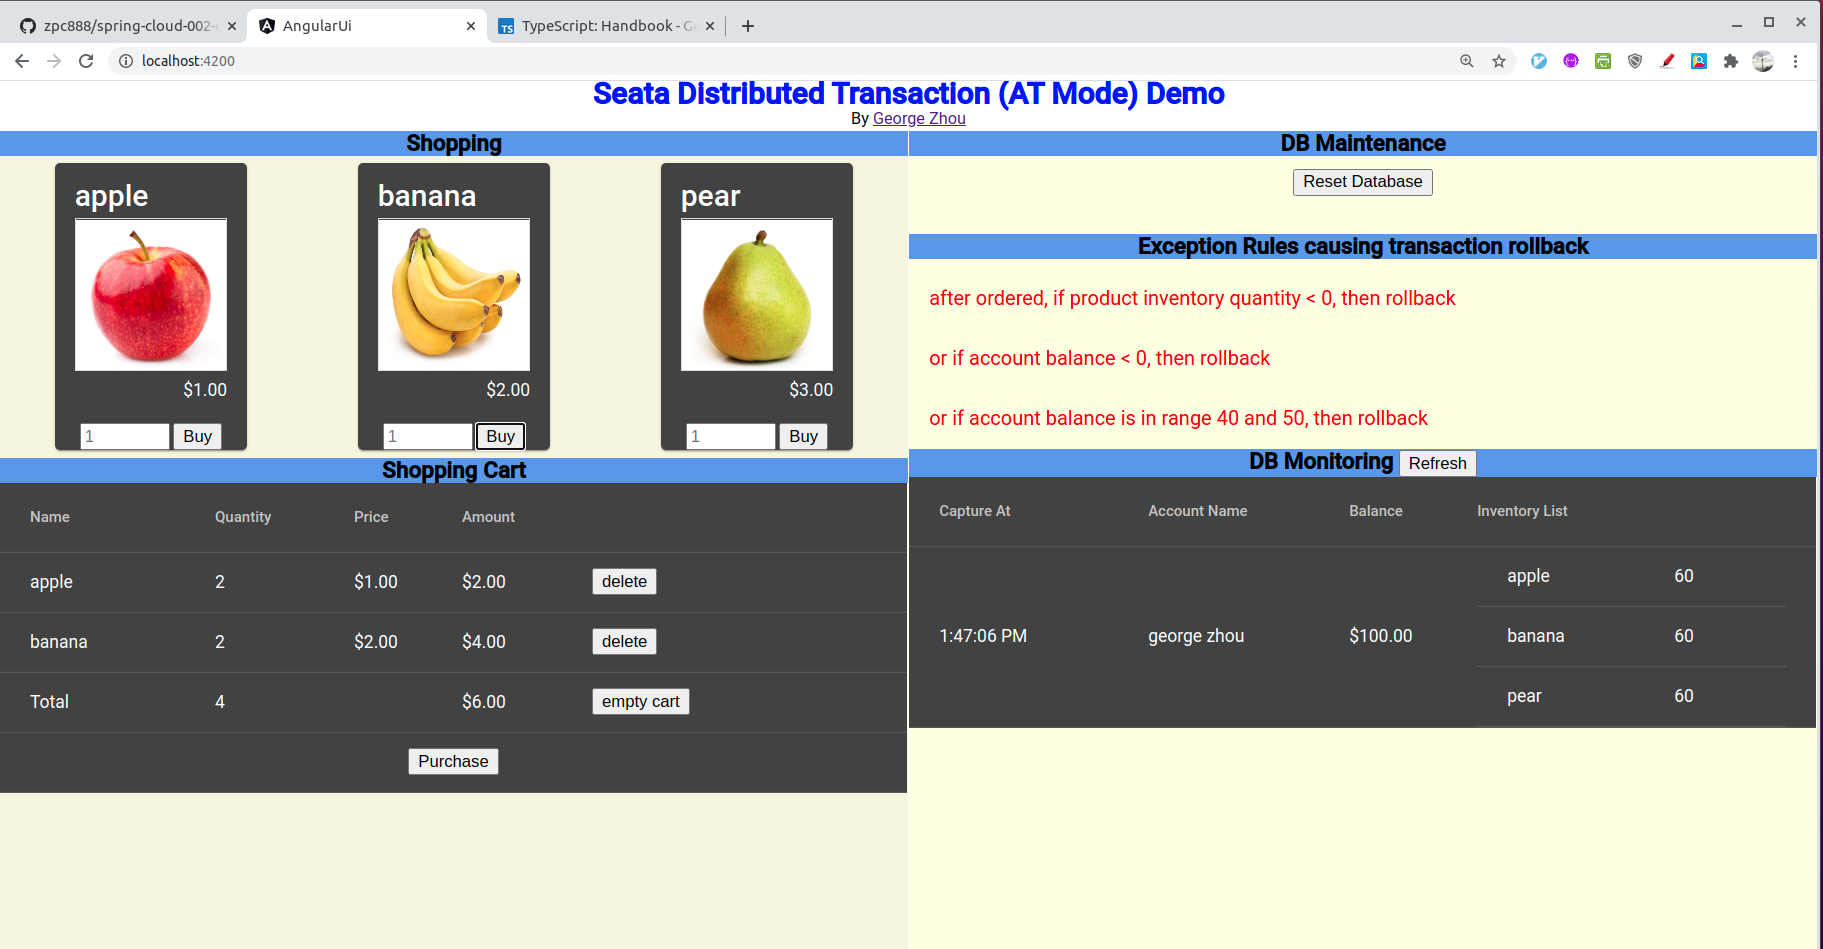 zpc888/spring-cloud-002-
AngularUi
TypeScript: Handbook - G
localhost:4200
Seata Distributed Transaction (AT Mode) Demo
By George Zhou
Shopping
apple
banana
pear
$1.00
$2.00
$3.00
1 Buy
1 Buy
1 Buy
Shopping Cart
Name Quantity Price Amount
apple 2 $1.00 $2.00 delete
banana 2 $2.00 $4.00 delete
Total 4 $6.00 empty cart
Purchase
DB Maintenance
Reset Database
Exception Rules causing transaction rollback
after ordered, if product inventory quantity < 0, then rollback
or if account balance < 0, then rollback
or if account balance is in range 40 and 50, then rollback
DB Monitoring Refresh
Capture At Account Name Balance Inventory List
1:47:06 PM george zhou $100.00
apple 60
banana 60
pear 60